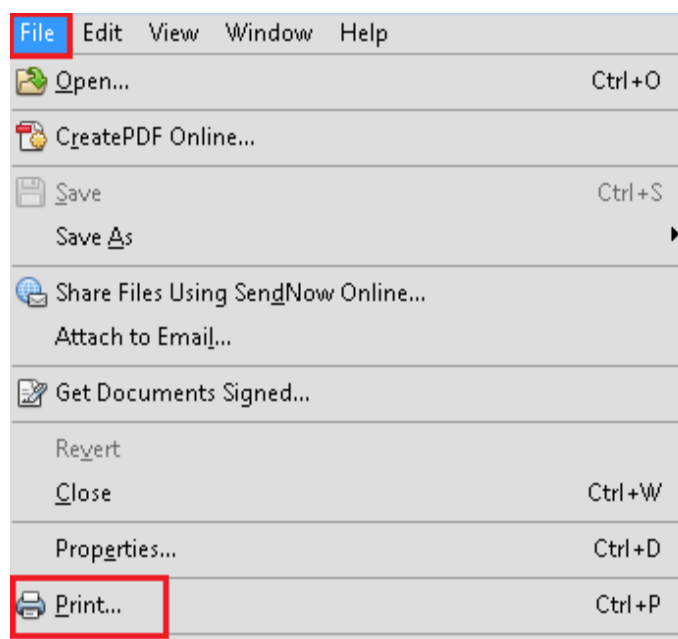 File Edit View Window Help
Open... Ctrl+O
CreatePDF Online...
Save Ctrl+S
Save As
Share Files Using SendNow Online...
Attach to Email...
Get Documents Signed...
Revert
Close Ctrl+W
Properties... Ctrl+D
Print... Ctrl+P